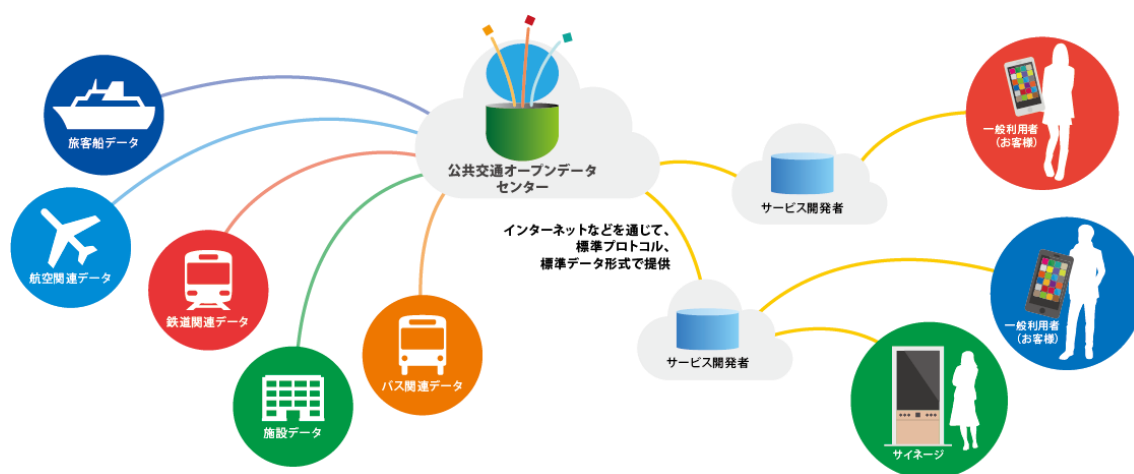 旅客船データ
航空関連データ
鉄道関連データ
施設データ
バス関連データ
公共交通オープンデータ
センター
インターネットなどを通じて、
標準プロトコル、
標準データ形式で提供
サービス開発者
サービス開発者
一般利用者
（お客様）
一般利用者
（お客様）
サイネージ